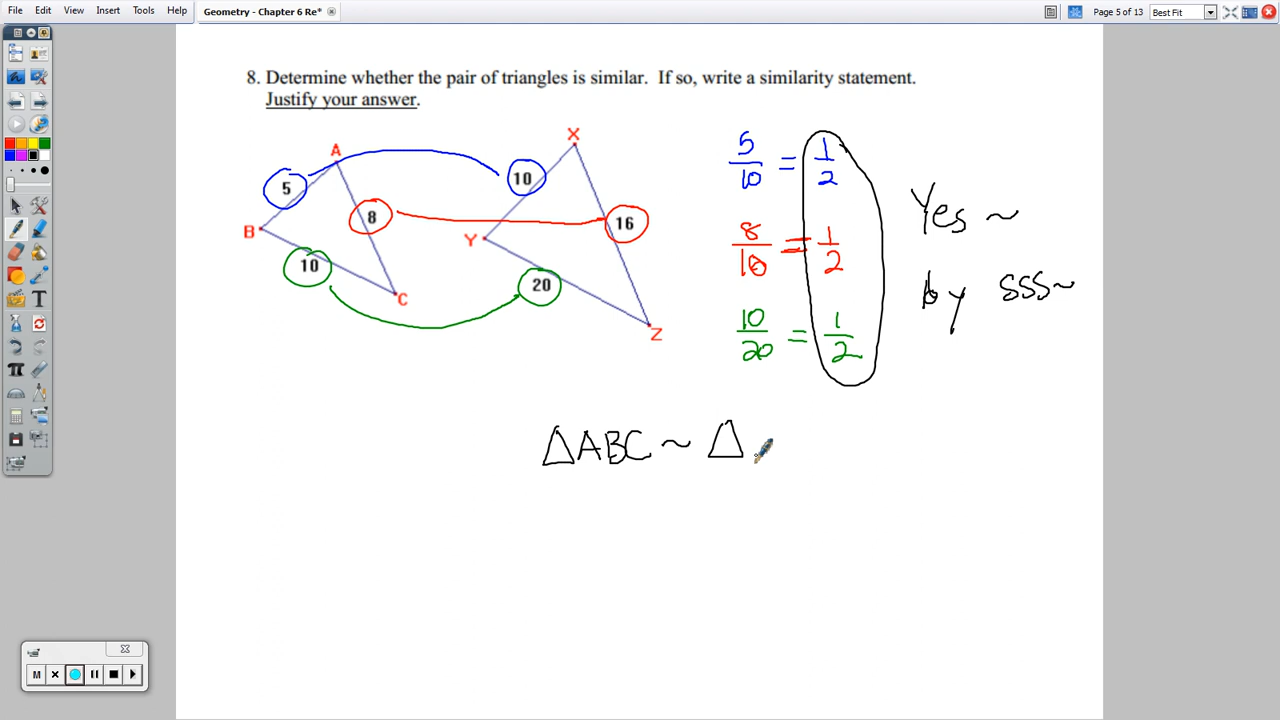 File Edit View Insert Tools Help
Geometry - Chapter 6 Re*
Page 5 of 13
Best Fit
8. Determine whether the pair of triangles is similar. If so, write a similarity statement.
Justify your answer.
A
B
C
5
8
10
X
Y
Z
10
16
20
5/10 = 1/2
8/16 = 1/2
10/20 = 1/2
Yes ~
by SSS~
△ABC ~ △
M